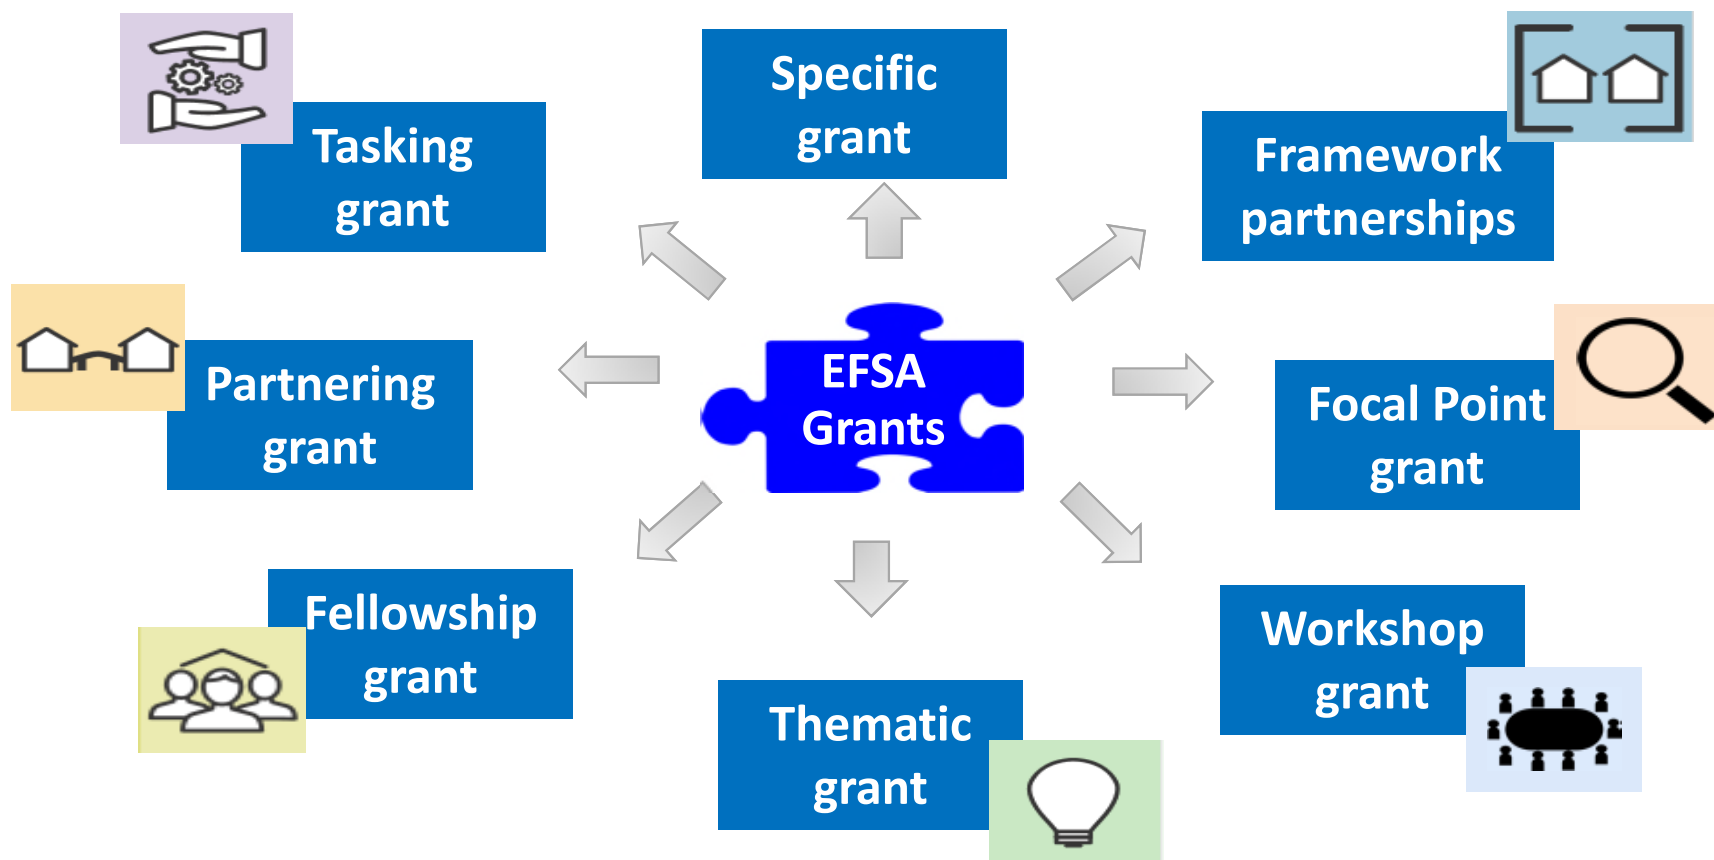 Specific
grant
Tasking
grant
Framework
partnerships
Partnering
grant
EFSA
Grants
Focal Point
grant
Fellowship
grant
Workshop
grant
Thematic
grant